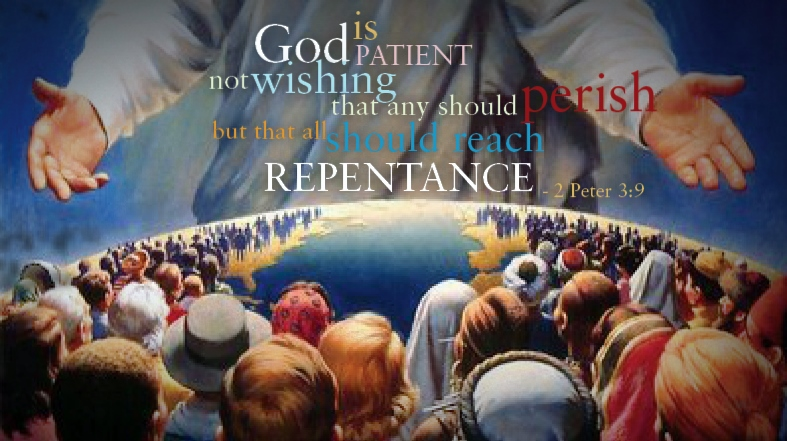 God is
PATIENT
not wishing
that any should perish
but that all should reach
REPENTANCE - 2 Peter 3:9